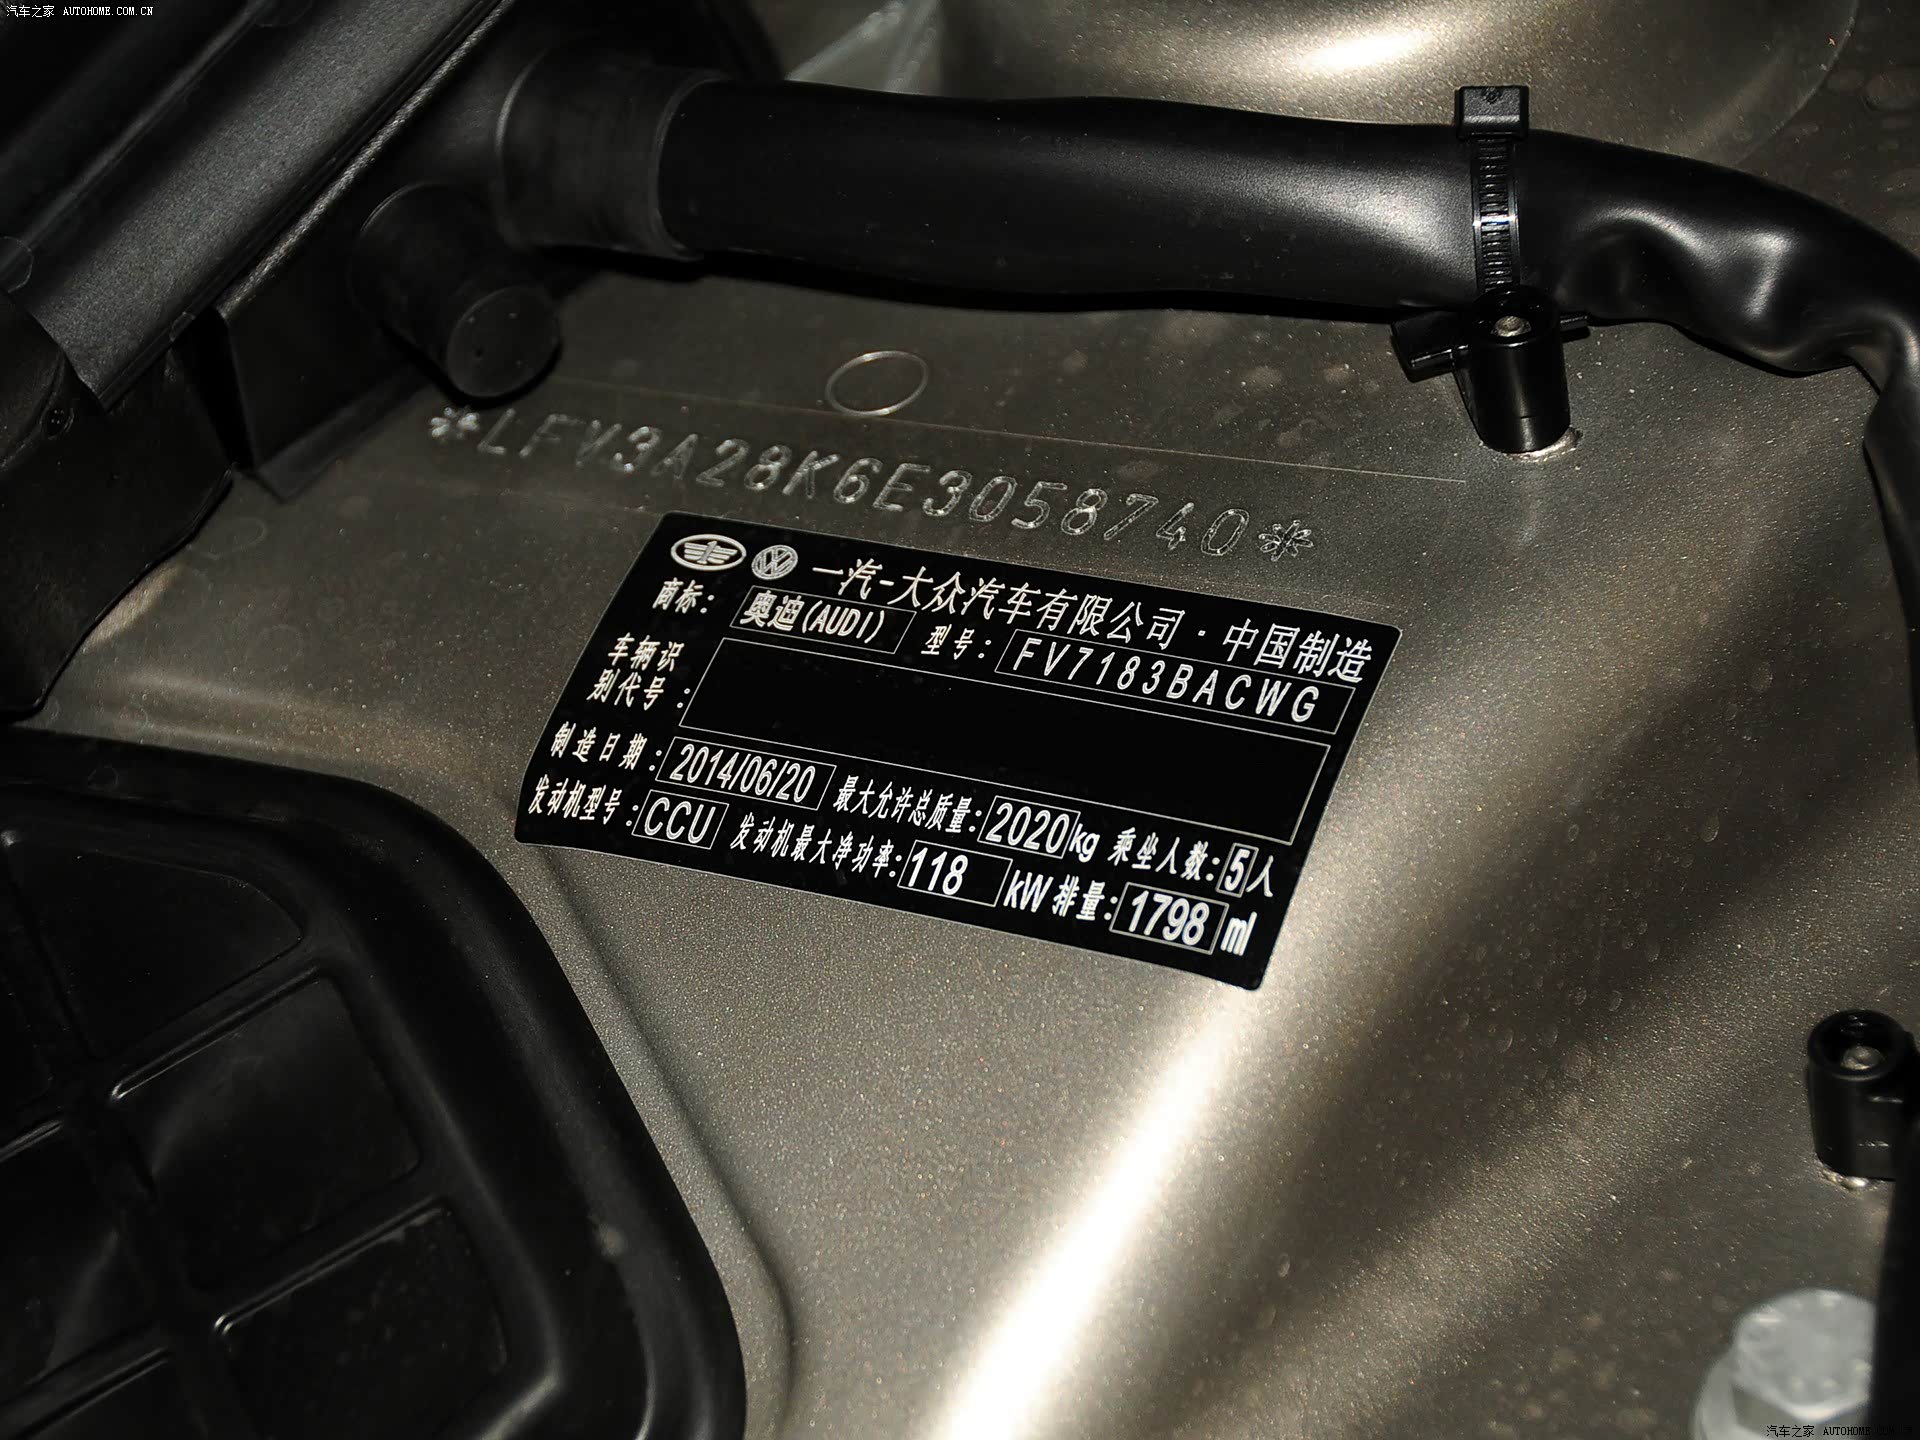 汽车之家 AUTOHOME.COM.CN
*LFV3A28K6E3058740*
一汽-大众汽车有限公司·中国制造
商标: 奥迪(AUDI) 型号: FV7183BACWG
车辆识别代号:
制造日期: 2014/06/20 最大允许总质量: 2020kg 乘坐人数: 5人
发动机型号: CCU 发动机最大净功率: 118 kW 排量: 1798 ml
汽车之家 AUTOHOME.COM.CN